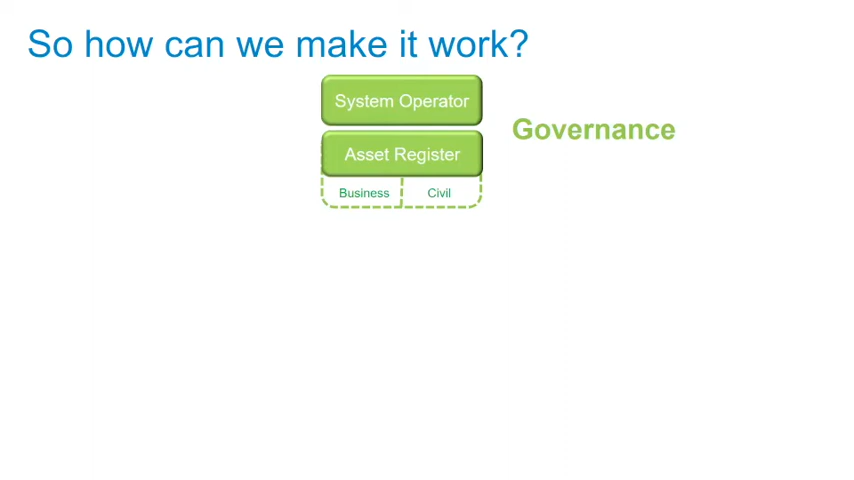 So how can we make it work?
System Operator
Governance
Asset Register
Business Civil